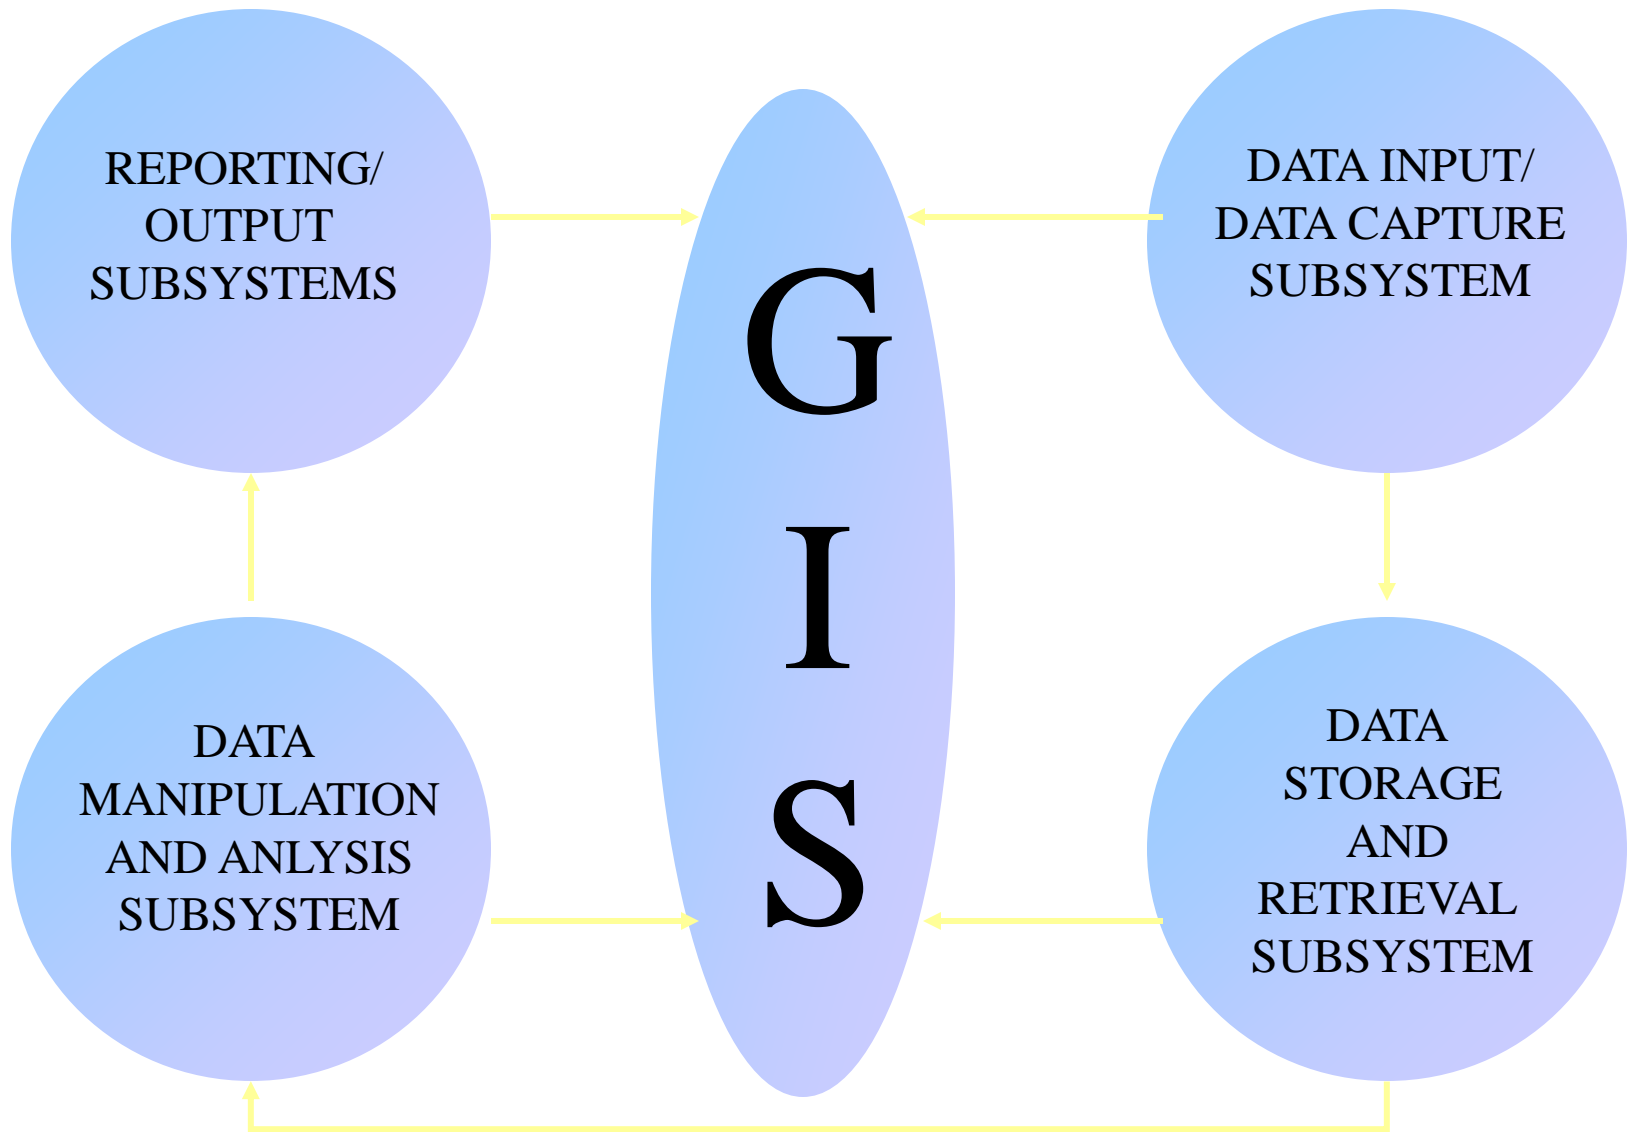 REPORTING/
OUTPUT
SUBSYSTEMS
DATA INPUT/
DATA CAPTURE
SUBSYSTEM
G
I
S
DATA
MANIPULATION
AND ANLYSIS
SUBSYSTEM
DATA
STORAGE
AND
RETRIEVAL
SUBSYSTEM